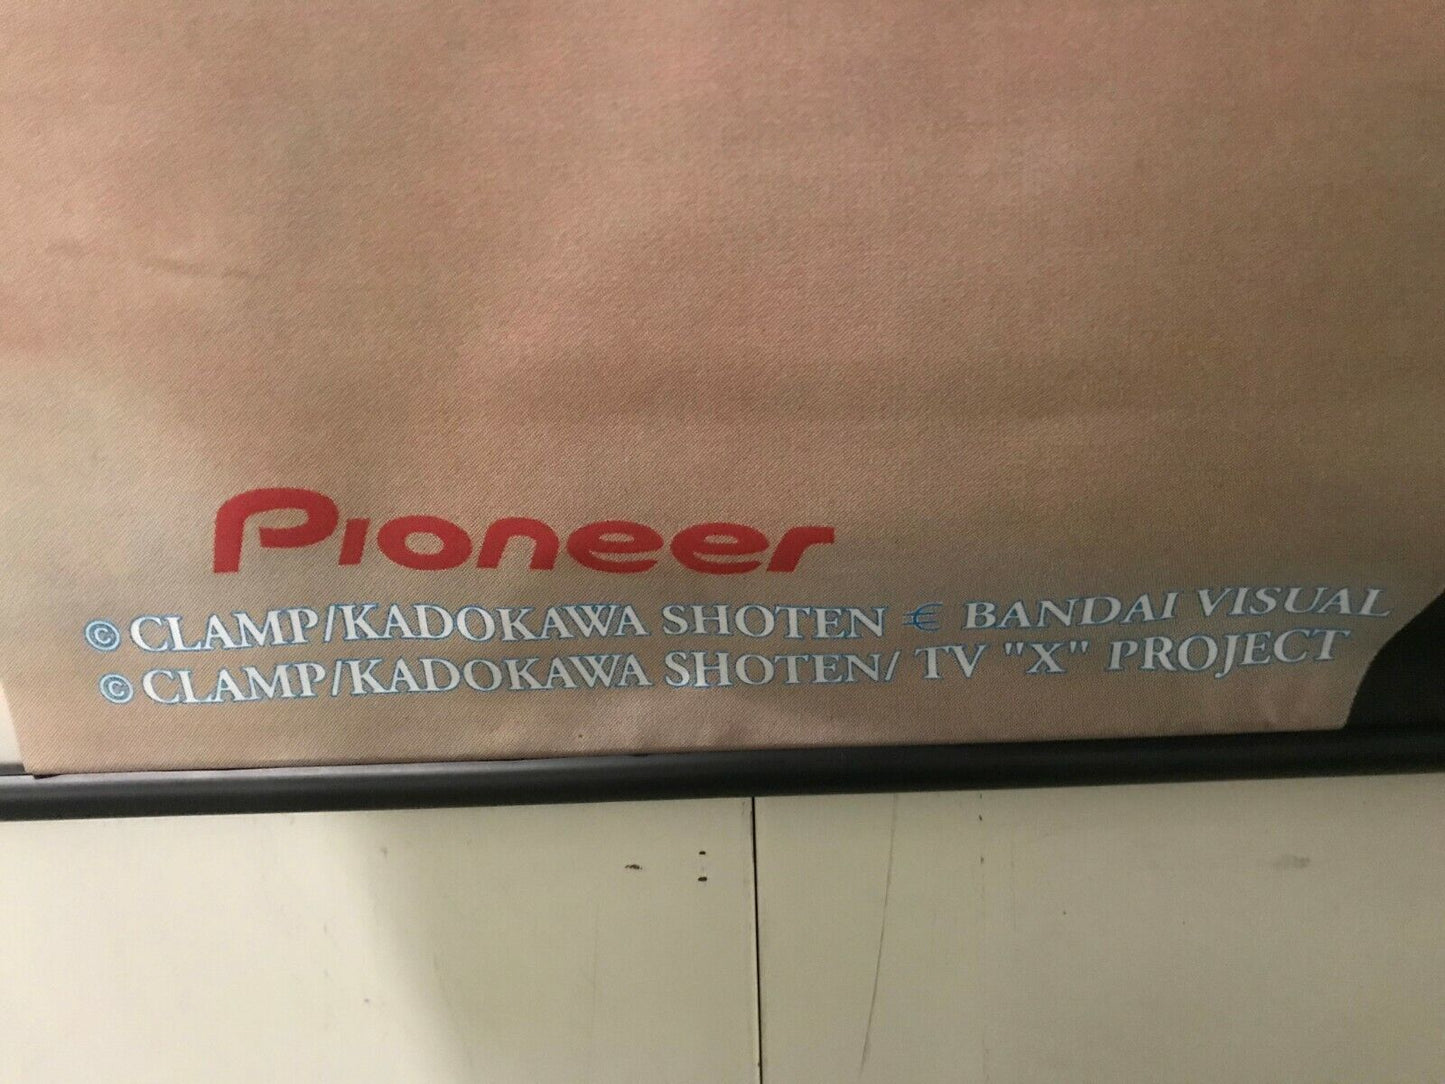 Pioneer
© CLAMP/KADOKAWA SHOTEN € BANDAI VISUAL
© CLAMP/KADOKAWA SHOTEN/ TV "X" PROJECT